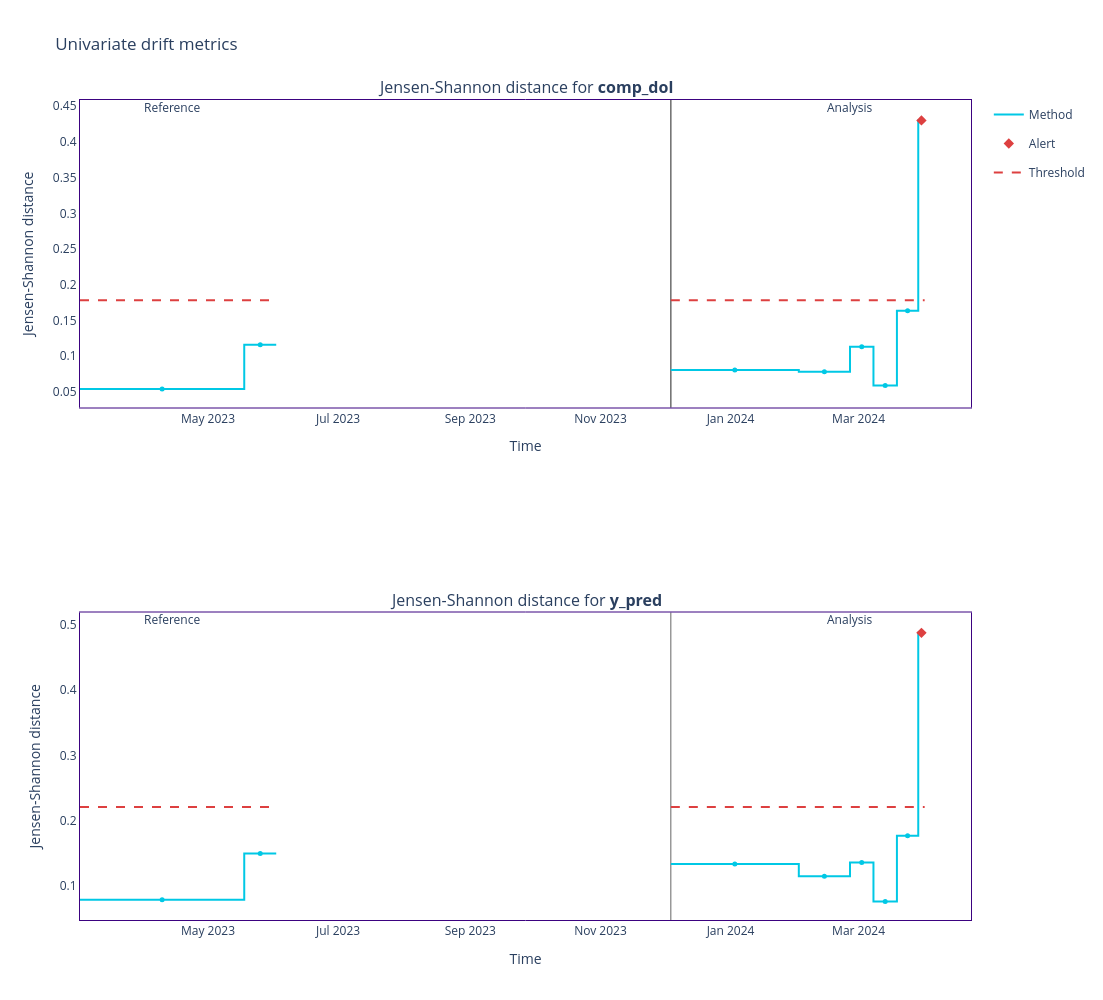 Univariate drift metrics
Jensen-Shannon distance for comp_dol
Reference
Analysis
0.45
0.4
0.35
0.3
0.25
0.2
0.15
0.1
0.05
Jensen-Shannon distance
May 2023
Jul 2023
Sep 2023
Nov 2023
Jan 2024
Mar 2024
Time
Method
Alert
Threshold
Jensen-Shannon distance for y_pred
Reference
Analysis
0.5
0.4
0.3
0.2
0.1
Jensen-Shannon distance
May 2023
Jul 2023
Sep 2023
Nov 2023
Jan 2024
Mar 2024
Time